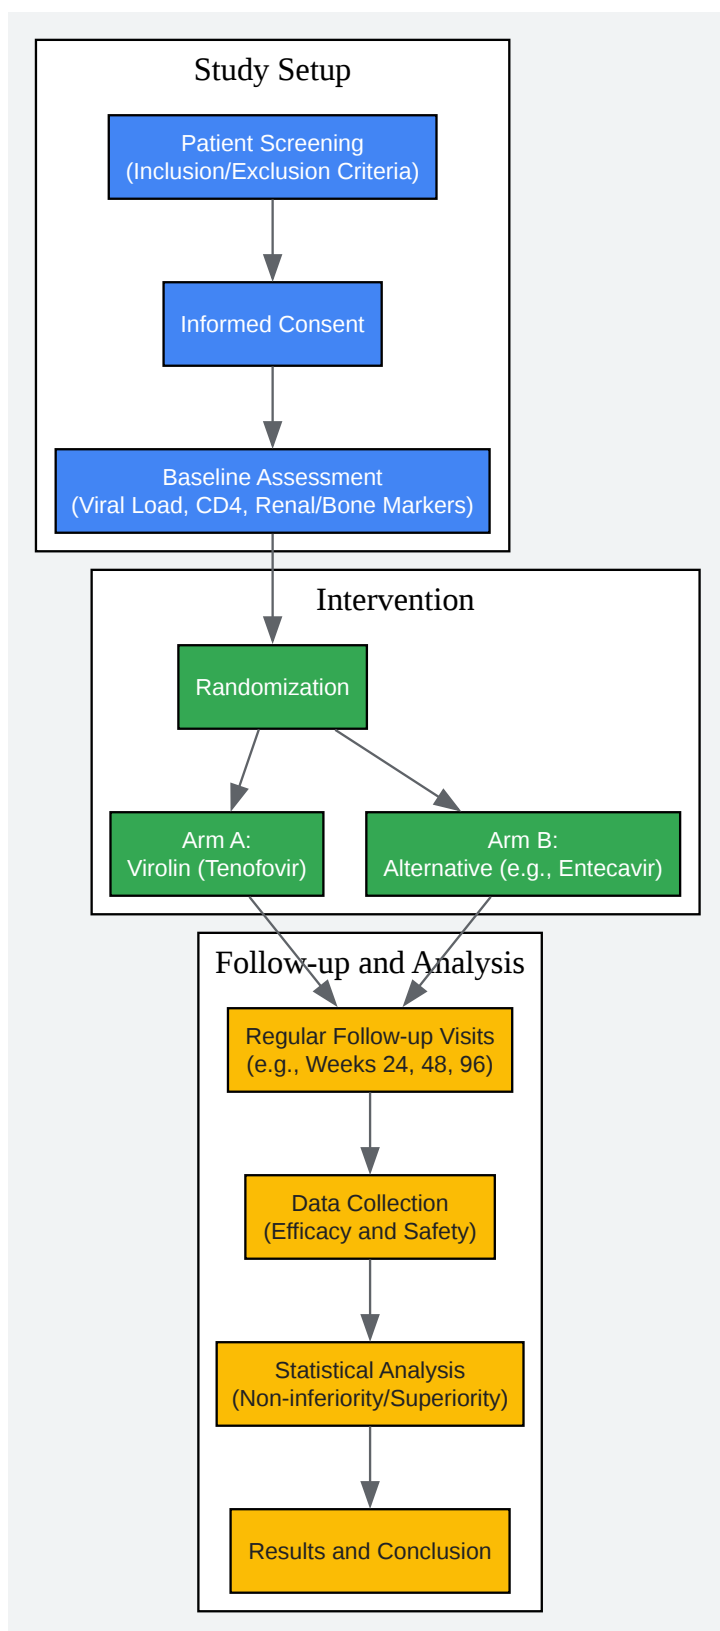 Study Setup
Patient Screening
(Inclusion/Exclusion Criteria)
Informed Consent
Baseline Assessment
(Viral Load, CD4, Renal/Bone Markers)
Intervention
Randomization
Arm A:
Virolin (Tenofovir)
Arm B:
Alternative (e.g., Entecavir)
Follow-up and Analysis
Regular Follow-up Visits
(e.g., Weeks 24, 48, 96)
Data Collection
(Efficacy and Safety)
Statistical Analysis
(Non-inferiority/Superiority)
Results and Conclusion